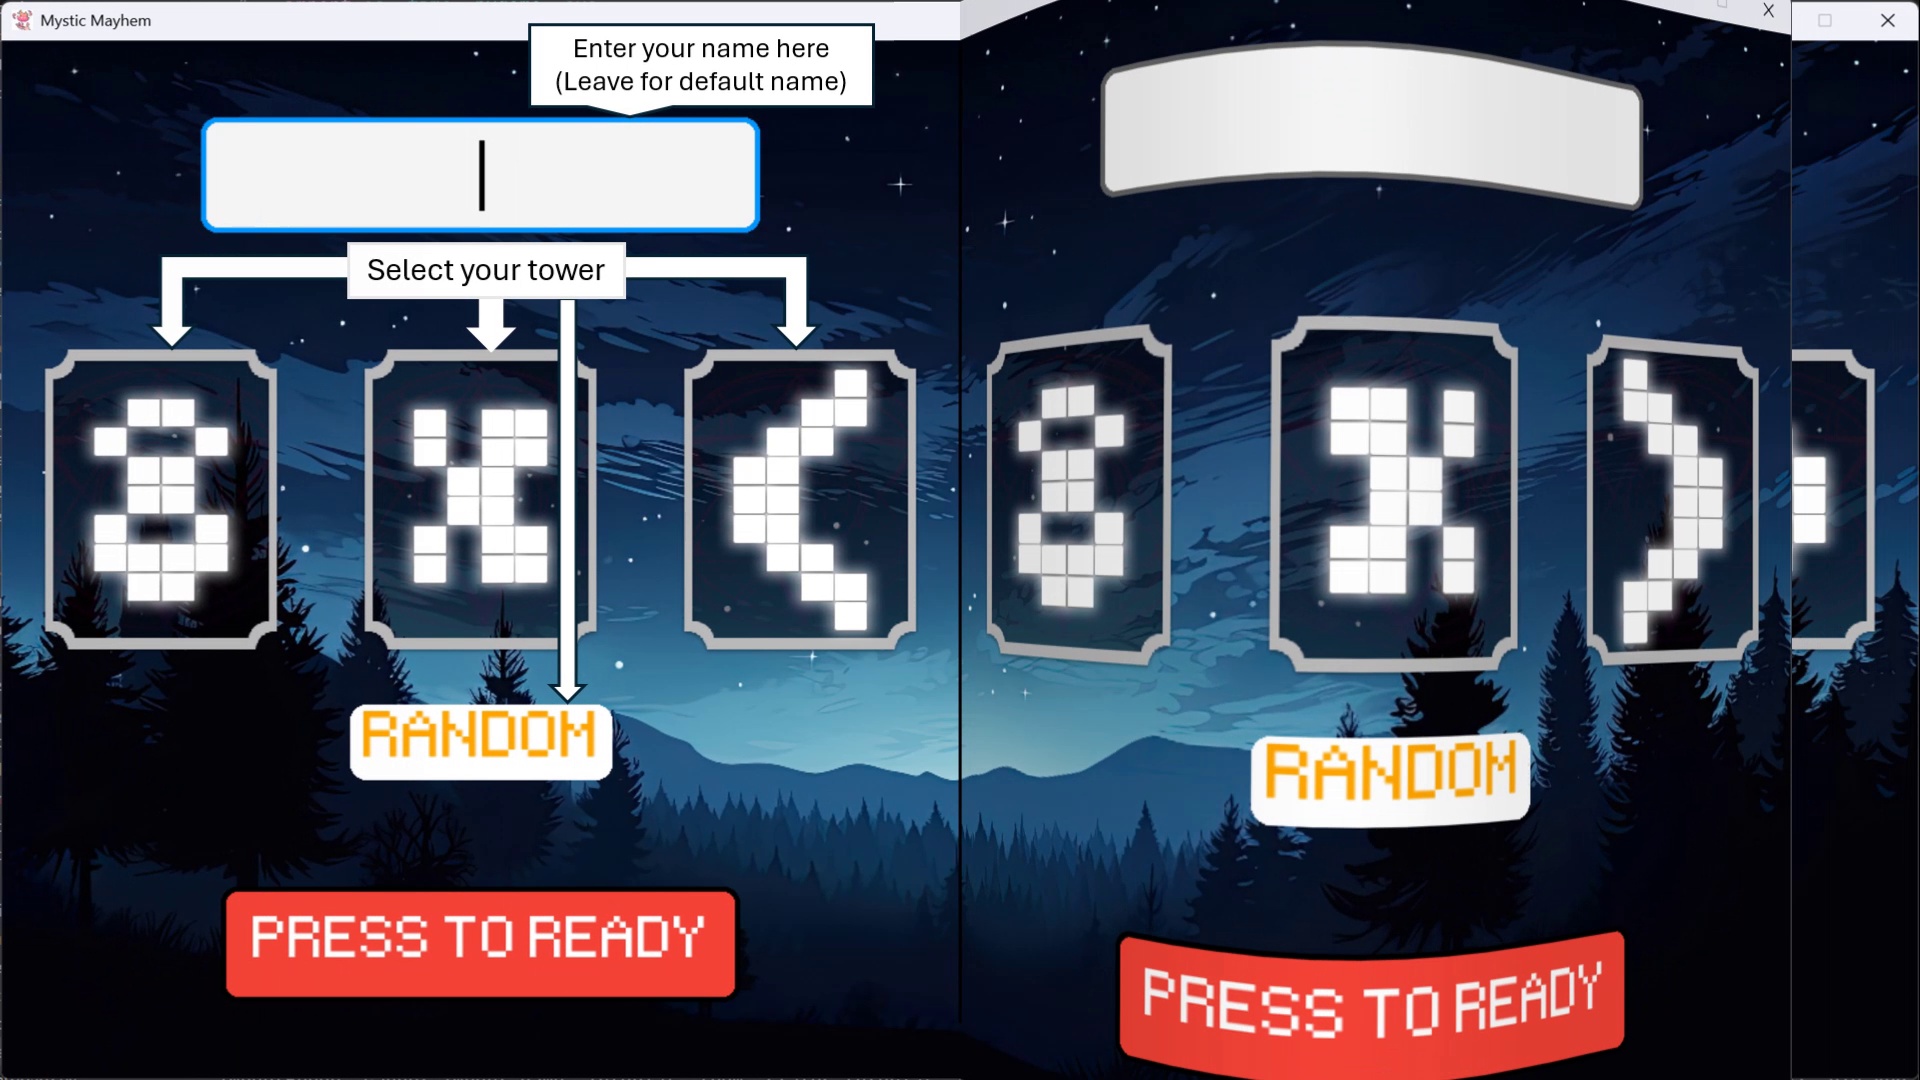 Mystic Mayhem
Enter your name here
(Leave for default name)
Select your tower
RANDOM
PRESS TO READY
RANDOM
PRESS TO READY